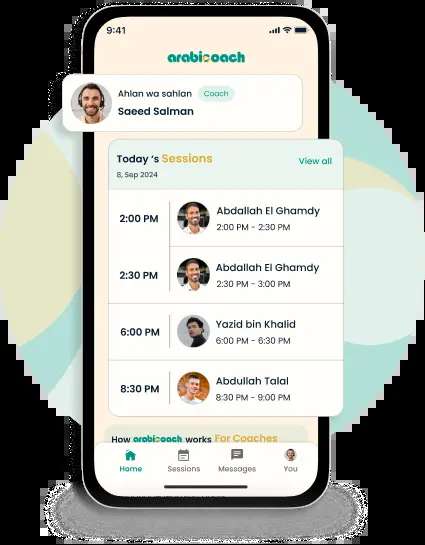 9:41
arabicoach
Ahlan wa sahlan Coach
Saeed Salman
Today 's Sessions
View all
8, Sep 2024
2:00 PM
Abdallah El Ghamdy
2:00 PM - 2:30 PM
2:30 PM
Abdallah El Ghamdy
2:30 PM - 3:00 PM
6:00 PM
Yazid bin Khalid
6:00 PM - 6:30 PM
8:30 PM
Abdullah Talal
8:30 PM - 9:00 PM
How arabicoach works For Coaches
Home Sessions Messages You